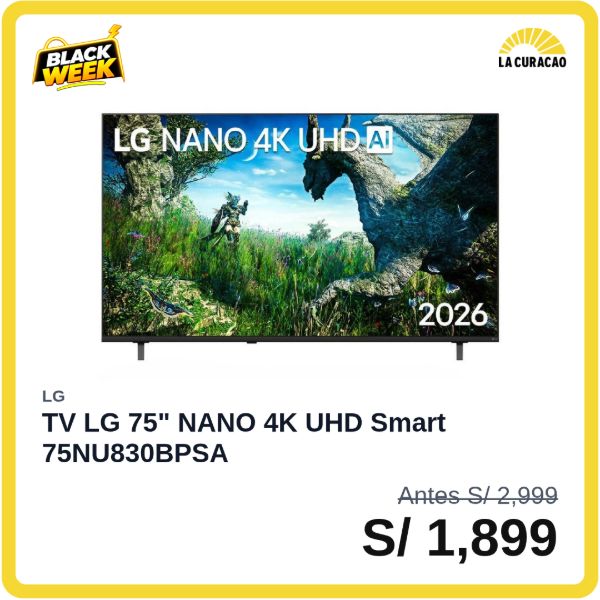 BLACK
WEEK
LA CURACAO
LG NANO 4K UHD AI
2026
LG
TV LG 75" NANO 4K UHD Smart
75NU830BPSA
Antes S/ 2,999
S/ 1,899